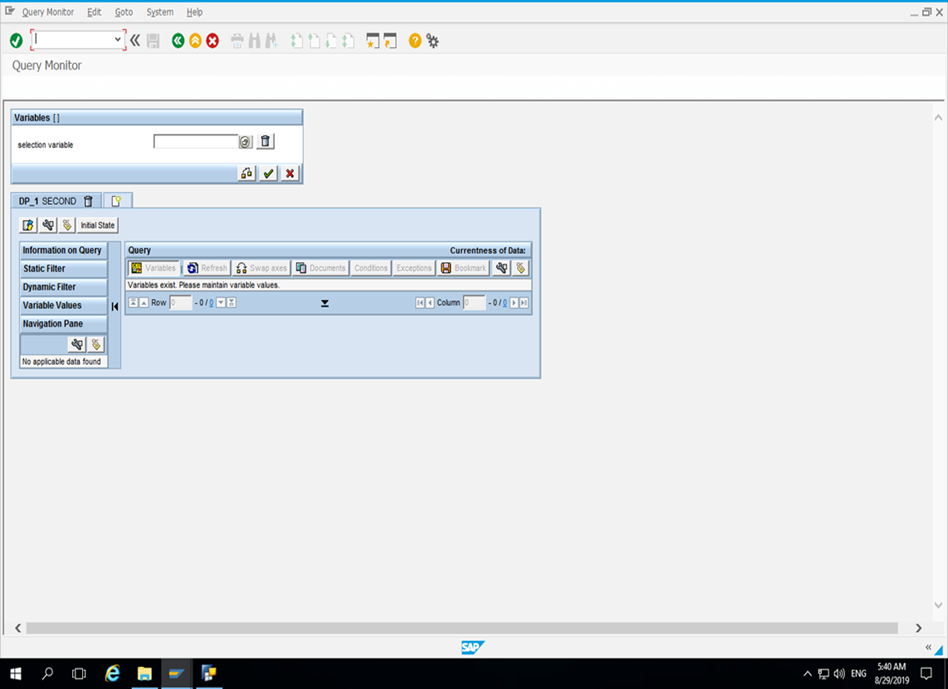 Query Monitor Edit Goto System Help
Query Monitor
Variables [ ]
selection variable
DP_1 SECOND
Initial State
Information on Query
Static Filter
Dynamic Filter
Variable Values
Navigation Pane
No applicable data found
Query Currentness of Data:
Variables Refresh Swap axes Documents Conditions Exceptions Bookmark
Variables exist. Please maintain variable values.
Row 0 - 0 / 0 Column 0 - 0 / 0
SAP
ENG
5:40 AM
8/29/2019